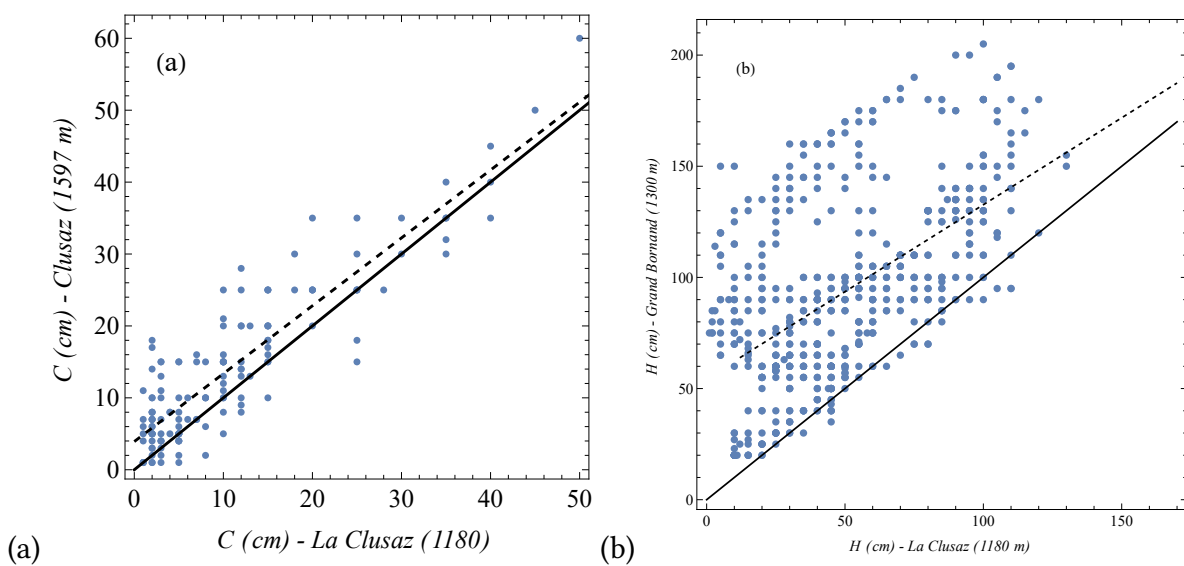 60
50
40
30
20
10
0
(a)
C (cm) - Clusaz (1597 m)
0 10 20 30 40 50
C (cm) - La Clusaz (1180)
(a)
200
150
100
50
0
(b)
H (cm) - Grand Bornand (1300 m)
0 50 100 150
H (cm) - La Clusaz (1180 m)
(b)